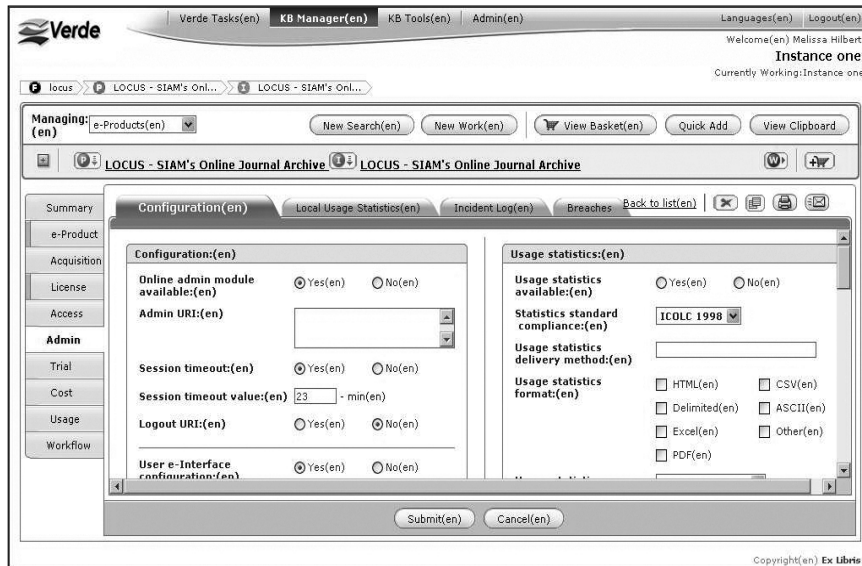 Verde
Verde Tasks(en) KB Manager(en) KB Tools(en) Admin(en) Languages(en) Logout(en)
Welcome(en) Melissa Hilbert
Instance one
Currently Working:Instance one
F locus P LOCUS - SIAM's Onl... I LOCUS - SIAM's Onl...
Managing:(en) e-Products(en) New Search(en) New Work(en) View Basket(en) Quick Add View Clipboard
P LOCUS - SIAM's Online Journal Archive I LOCUS - SIAM's Online Journal Archive W
Summary
e-Product
Acquisition
License
Access
Admin
Trial
Cost
Usage
Workflow
Configuration(en) Local Usage Statistics(en) Incident Log(en) Breaches Back to list(en)
Configuration:(en)
Online admin module available:(en) Yes(en) No(en)
Admin URI:(en)
Session timeout:(en) Yes(en) No(en)
Session timeout value:(en) 23 - min(en)
Logout URI:(en) Yes(en) No(en)
User e-Interface configuration:(en) Yes(en) No(en)
Usage statistics:(en)
Usage statistics available:(en) Yes(en) No(en)
Statistics standard compliance:(en) ICOLC 1998
Usage statistics delivery method:(en)
Usage statistics format:(en)
HTML(en) CSV(en)
Delimited(en) ASCII(en)
Excel(en) Other(en)
PDF(en)
Submit(en) Cancel(en)
Copyright(en) Ex Libris